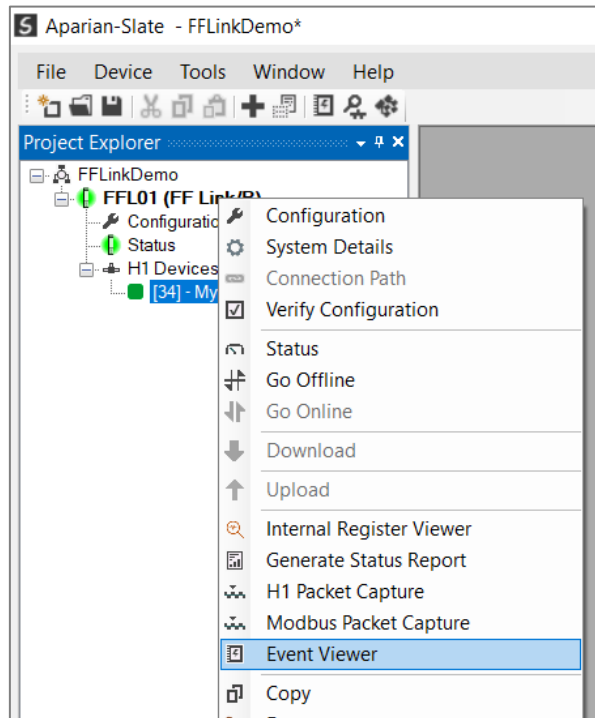 S Aparian-Slate - FFLinkDemo*
File Device Tools Window Help
Project Explorer
FFLinkDemo
FFL01 (FF Link/B)
Configuratio
Status
H1 Devices
[34] - My
Configuration
System Details
Connection Path
Verify Configuration
Status
Go Offline
Go Online
Download
Upload
Internal Register Viewer
Generate Status Report
H1 Packet Capture
Modbus Packet Capture
Event Viewer
Copy